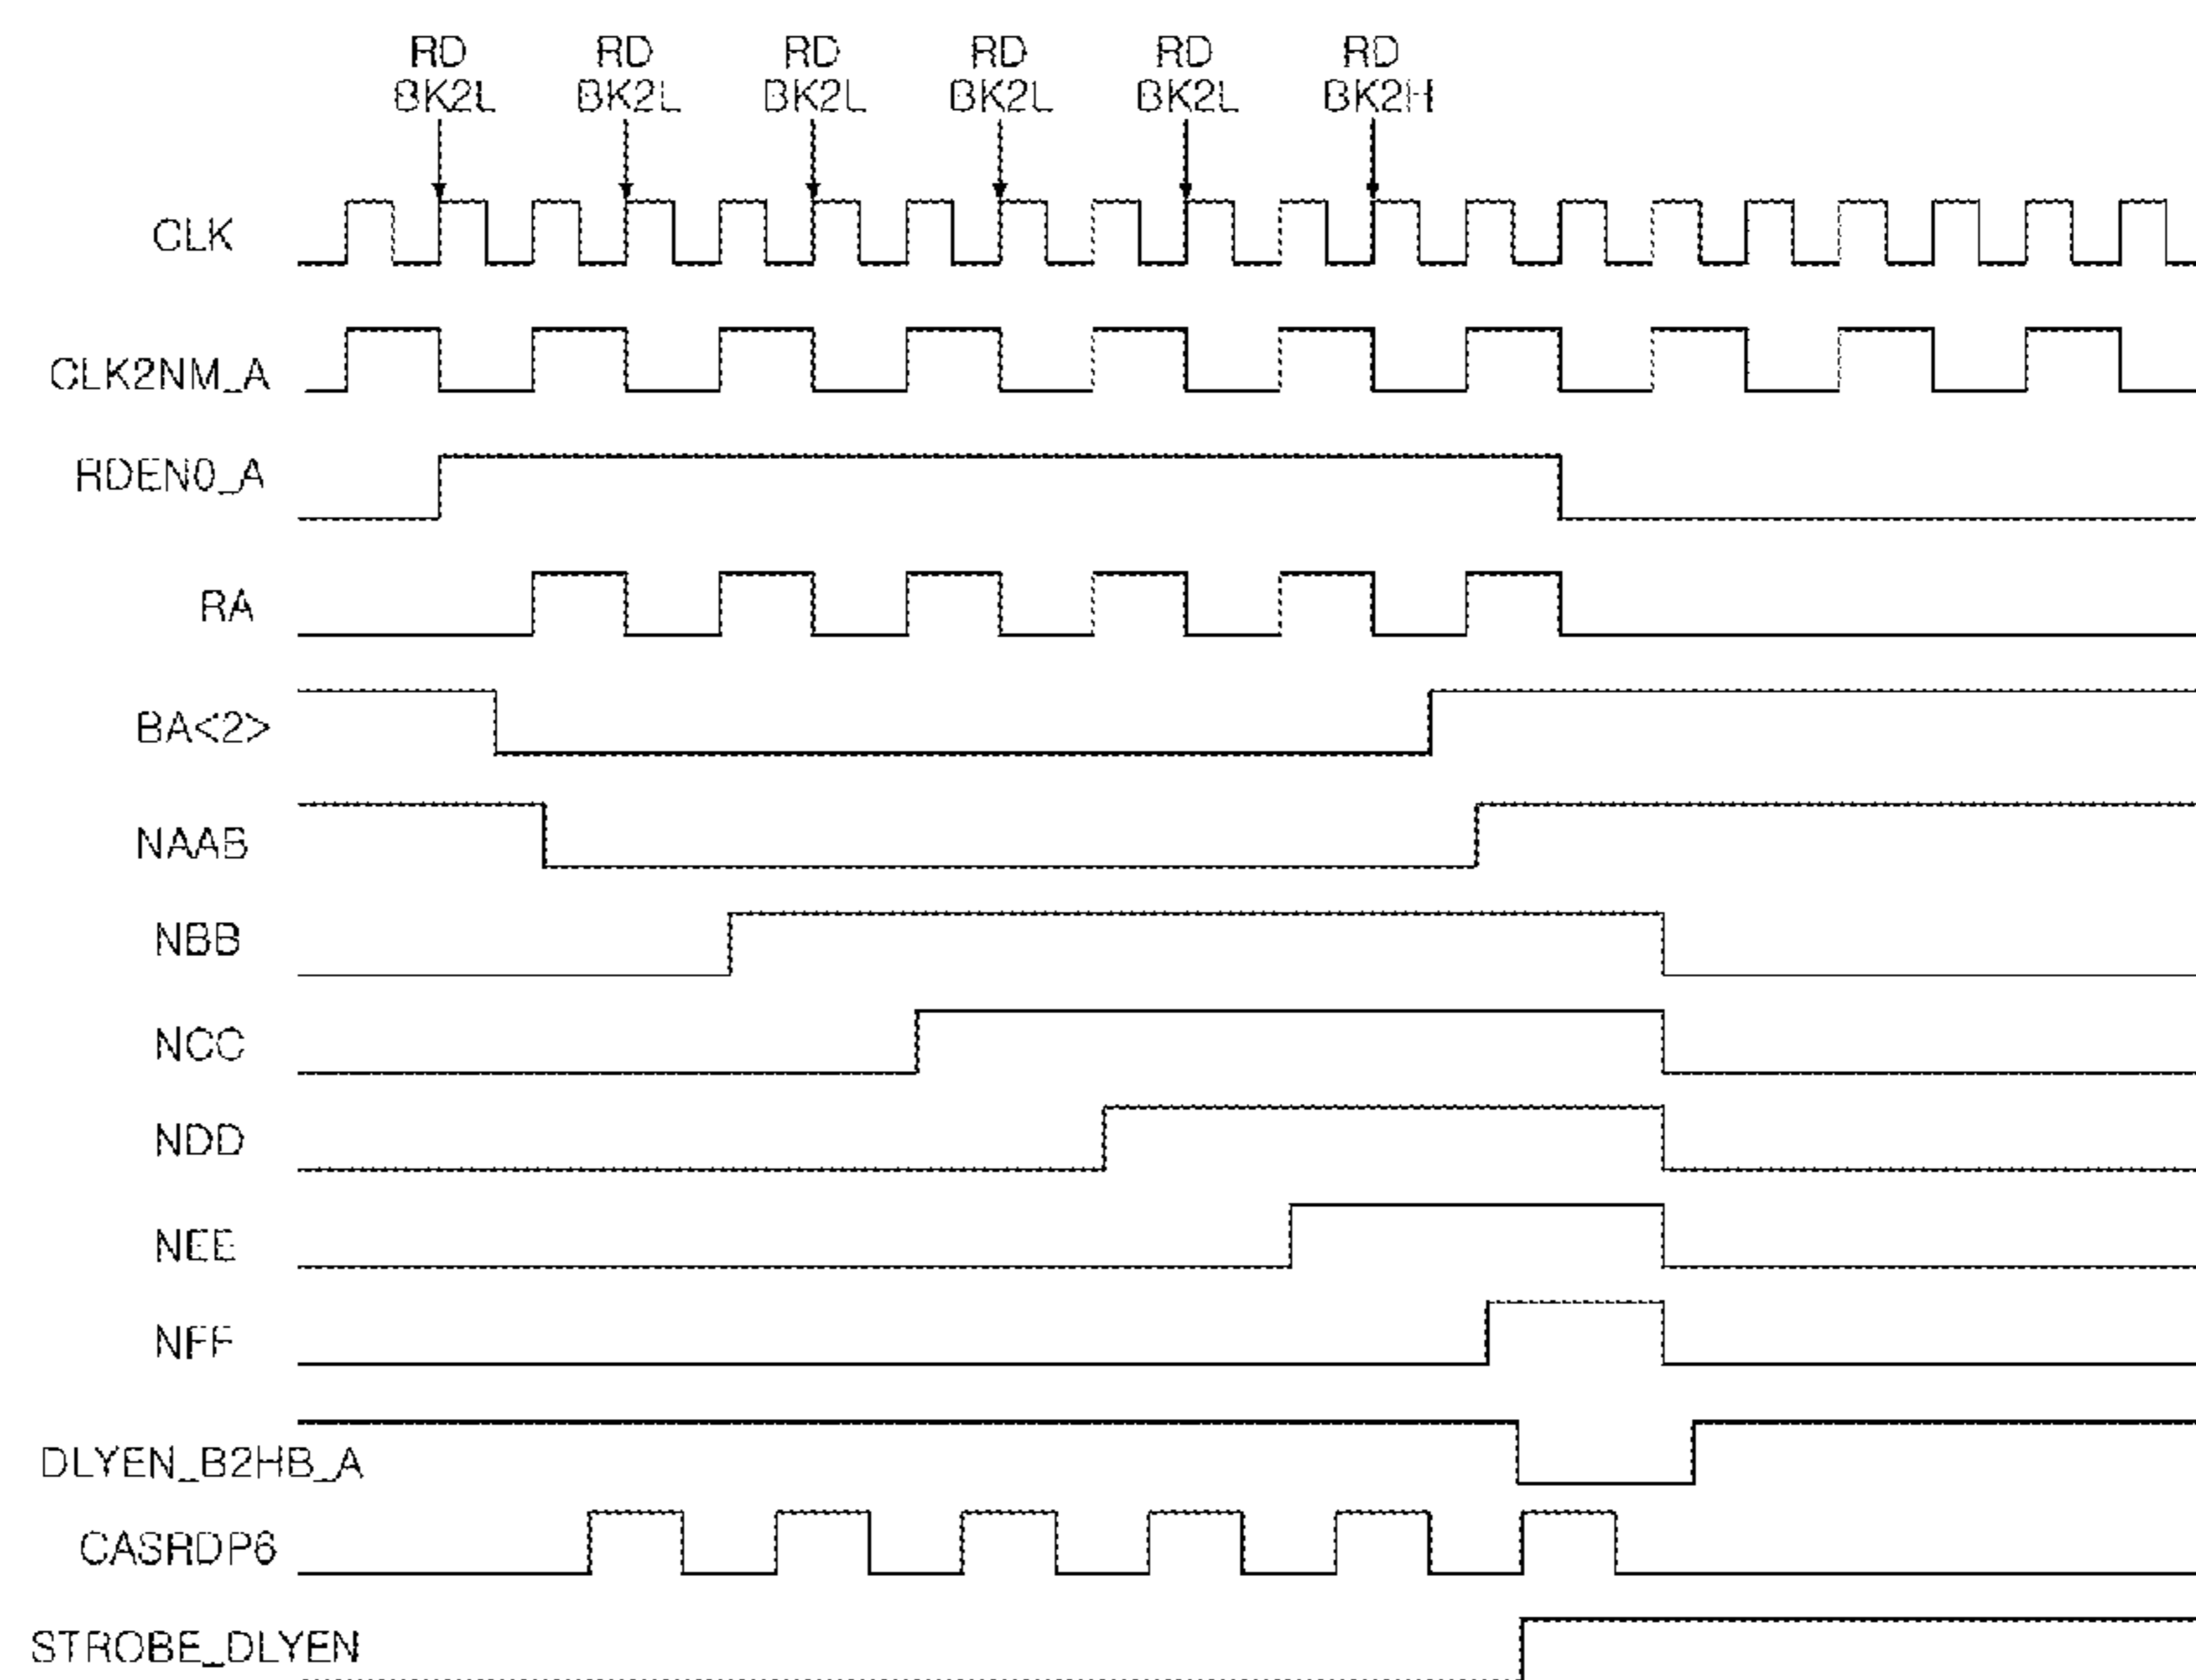 RD RD RD RD RD RD
BK2L BK2L BK2L BK2L BK2L BK2H
CLK
CLK2NM_A
RDEN0_A
RA
BA<2>
NAAB
NBB
NCC
NDD
NEE
NFF
DLYEN_B2HB_A
CASRDP6
STROBE_DLYEN